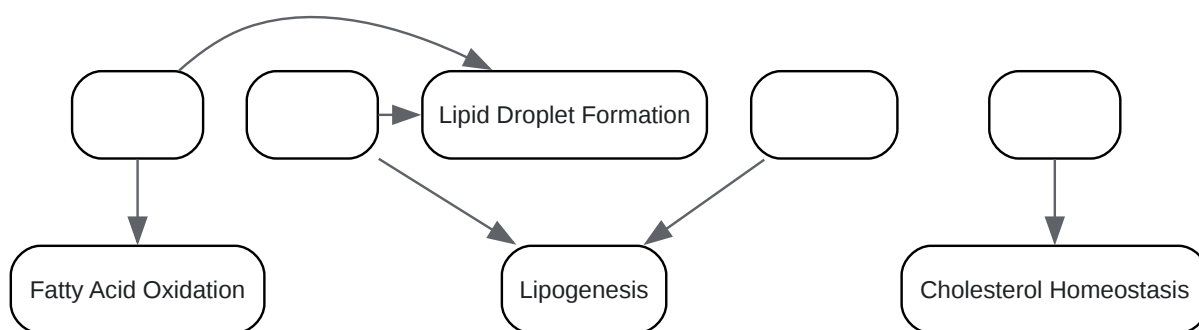 Lipid Droplet Formation
Fatty Acid Oxidation
Lipogenesis
Cholesterol Homeostasis